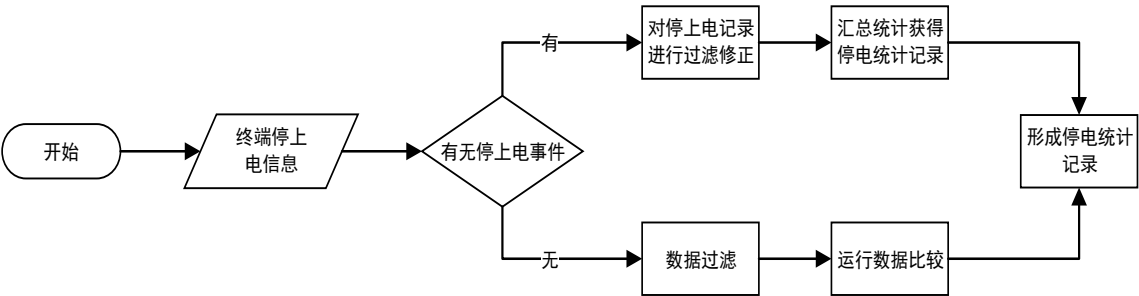 开始
终端停上
电信息
有无停上电事件
有
对停上电记录
进行过滤修正
汇总统计获得
停电统计记录
无
数据过滤
运行数据比较
形成停电统计
记录